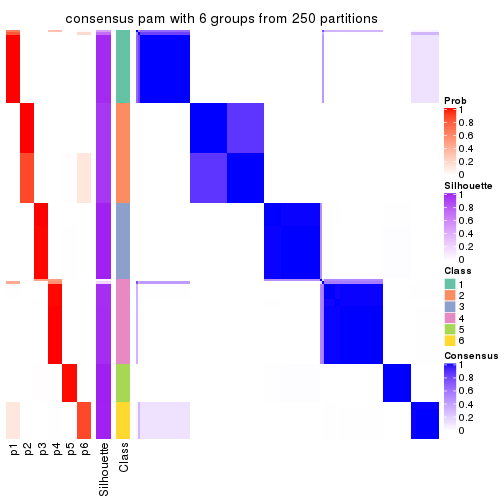 consensus pam with 6 groups from 250 partitions
Prob
1
0.8
0.6
0.4
0.2
0
Silhouette
1
0.8
0.6
0.4
0.2
0
Class
1
2
3
4
5
6
Consensus
1
0.8
0.6
0.4
0.2
0
p1
p2
p3
p4
p5
p6
Silhouette
Class